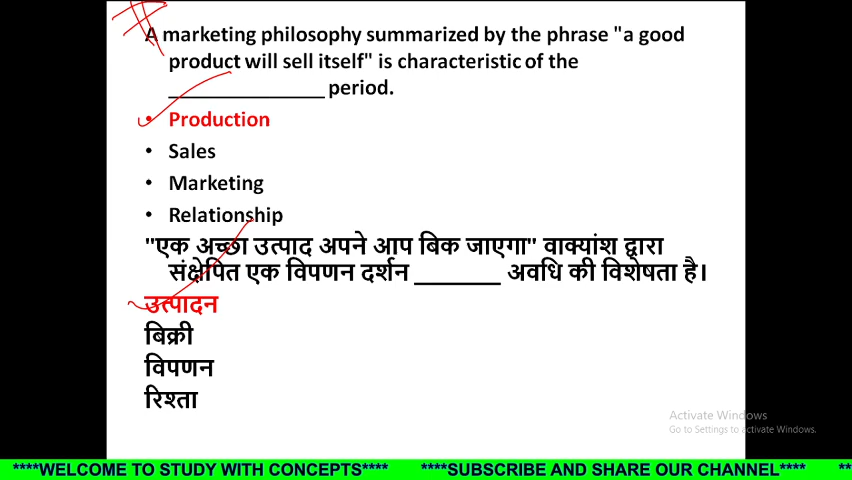 A marketing philosophy summarized by the phrase "a good
product will sell itself" is characteristic of the
_______________ period.
• Production
• Sales
• Marketing
• Relationship
"एक अच्छा उत्पाद अपने आप बिक जाएगा" वाक्यांश द्वारा
संक्षेपित एक विपणन दर्शन ________ अवधि की विशेषता है।
उत्पादन
बिक्री
विपणन
रिश्ता
Activate Windows
Go to Settings to activate Windows.
****WELCOME TO STUDY WITH CONCEPTS**** ****SUBSCRIBE AND SHARE OUR CHANNEL**** **